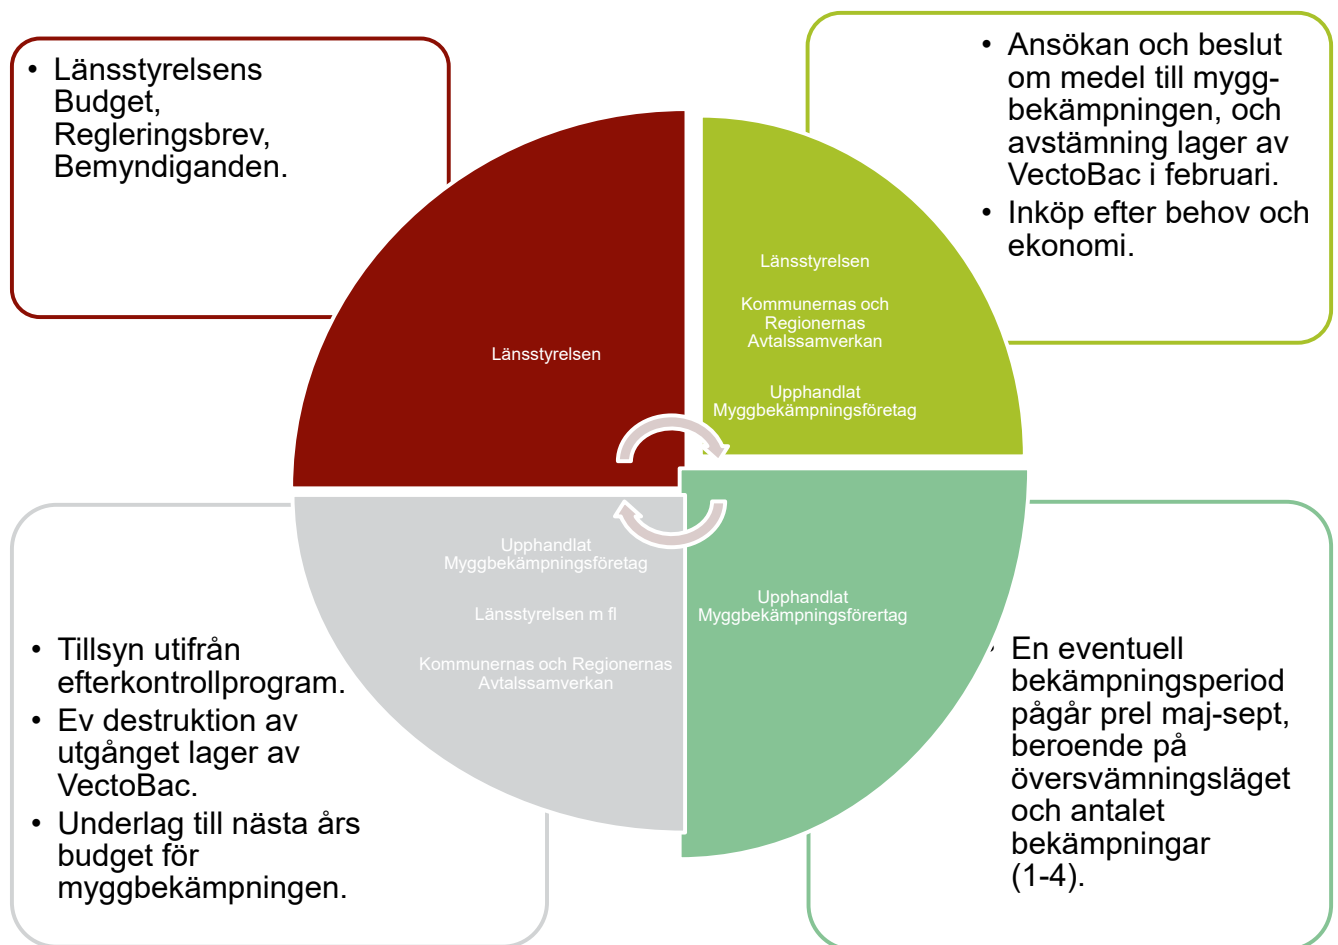 • Länsstyrelsens
Budget,
Regleringsbrev,
Bemyndiganden.
• Ansökan och beslut
om medel till mygg-
bekämpningen, och
avstämning lager av
VectoBac i februari.
• Inköp efter behov och
ekonomi.
Länsstyrelsen
Länsstyrelsen
Kommunernas och
Regionernas
Avtalssamverkan
Upphandlat
Myggbekämpningsföretag
Upphandlat
Myggbekämpningsföretag
Länsstyrelsen m fl
Kommunernas och Regionernas
Avtalssamverkan
Upphandlat
Myggbekämpningsförertag
• Tillsyn utifrån
efterkontrollprogram.
• Ev destruktion av
utgånget lager av
VectoBac.
• Underlag till nästa års
budget för
myggbekämpningen.
• En eventuell
bekämpningsperiod
pågår prel maj-sept,
beroende på
översvämningsläget
och antalet
bekämpningar
(1-4).